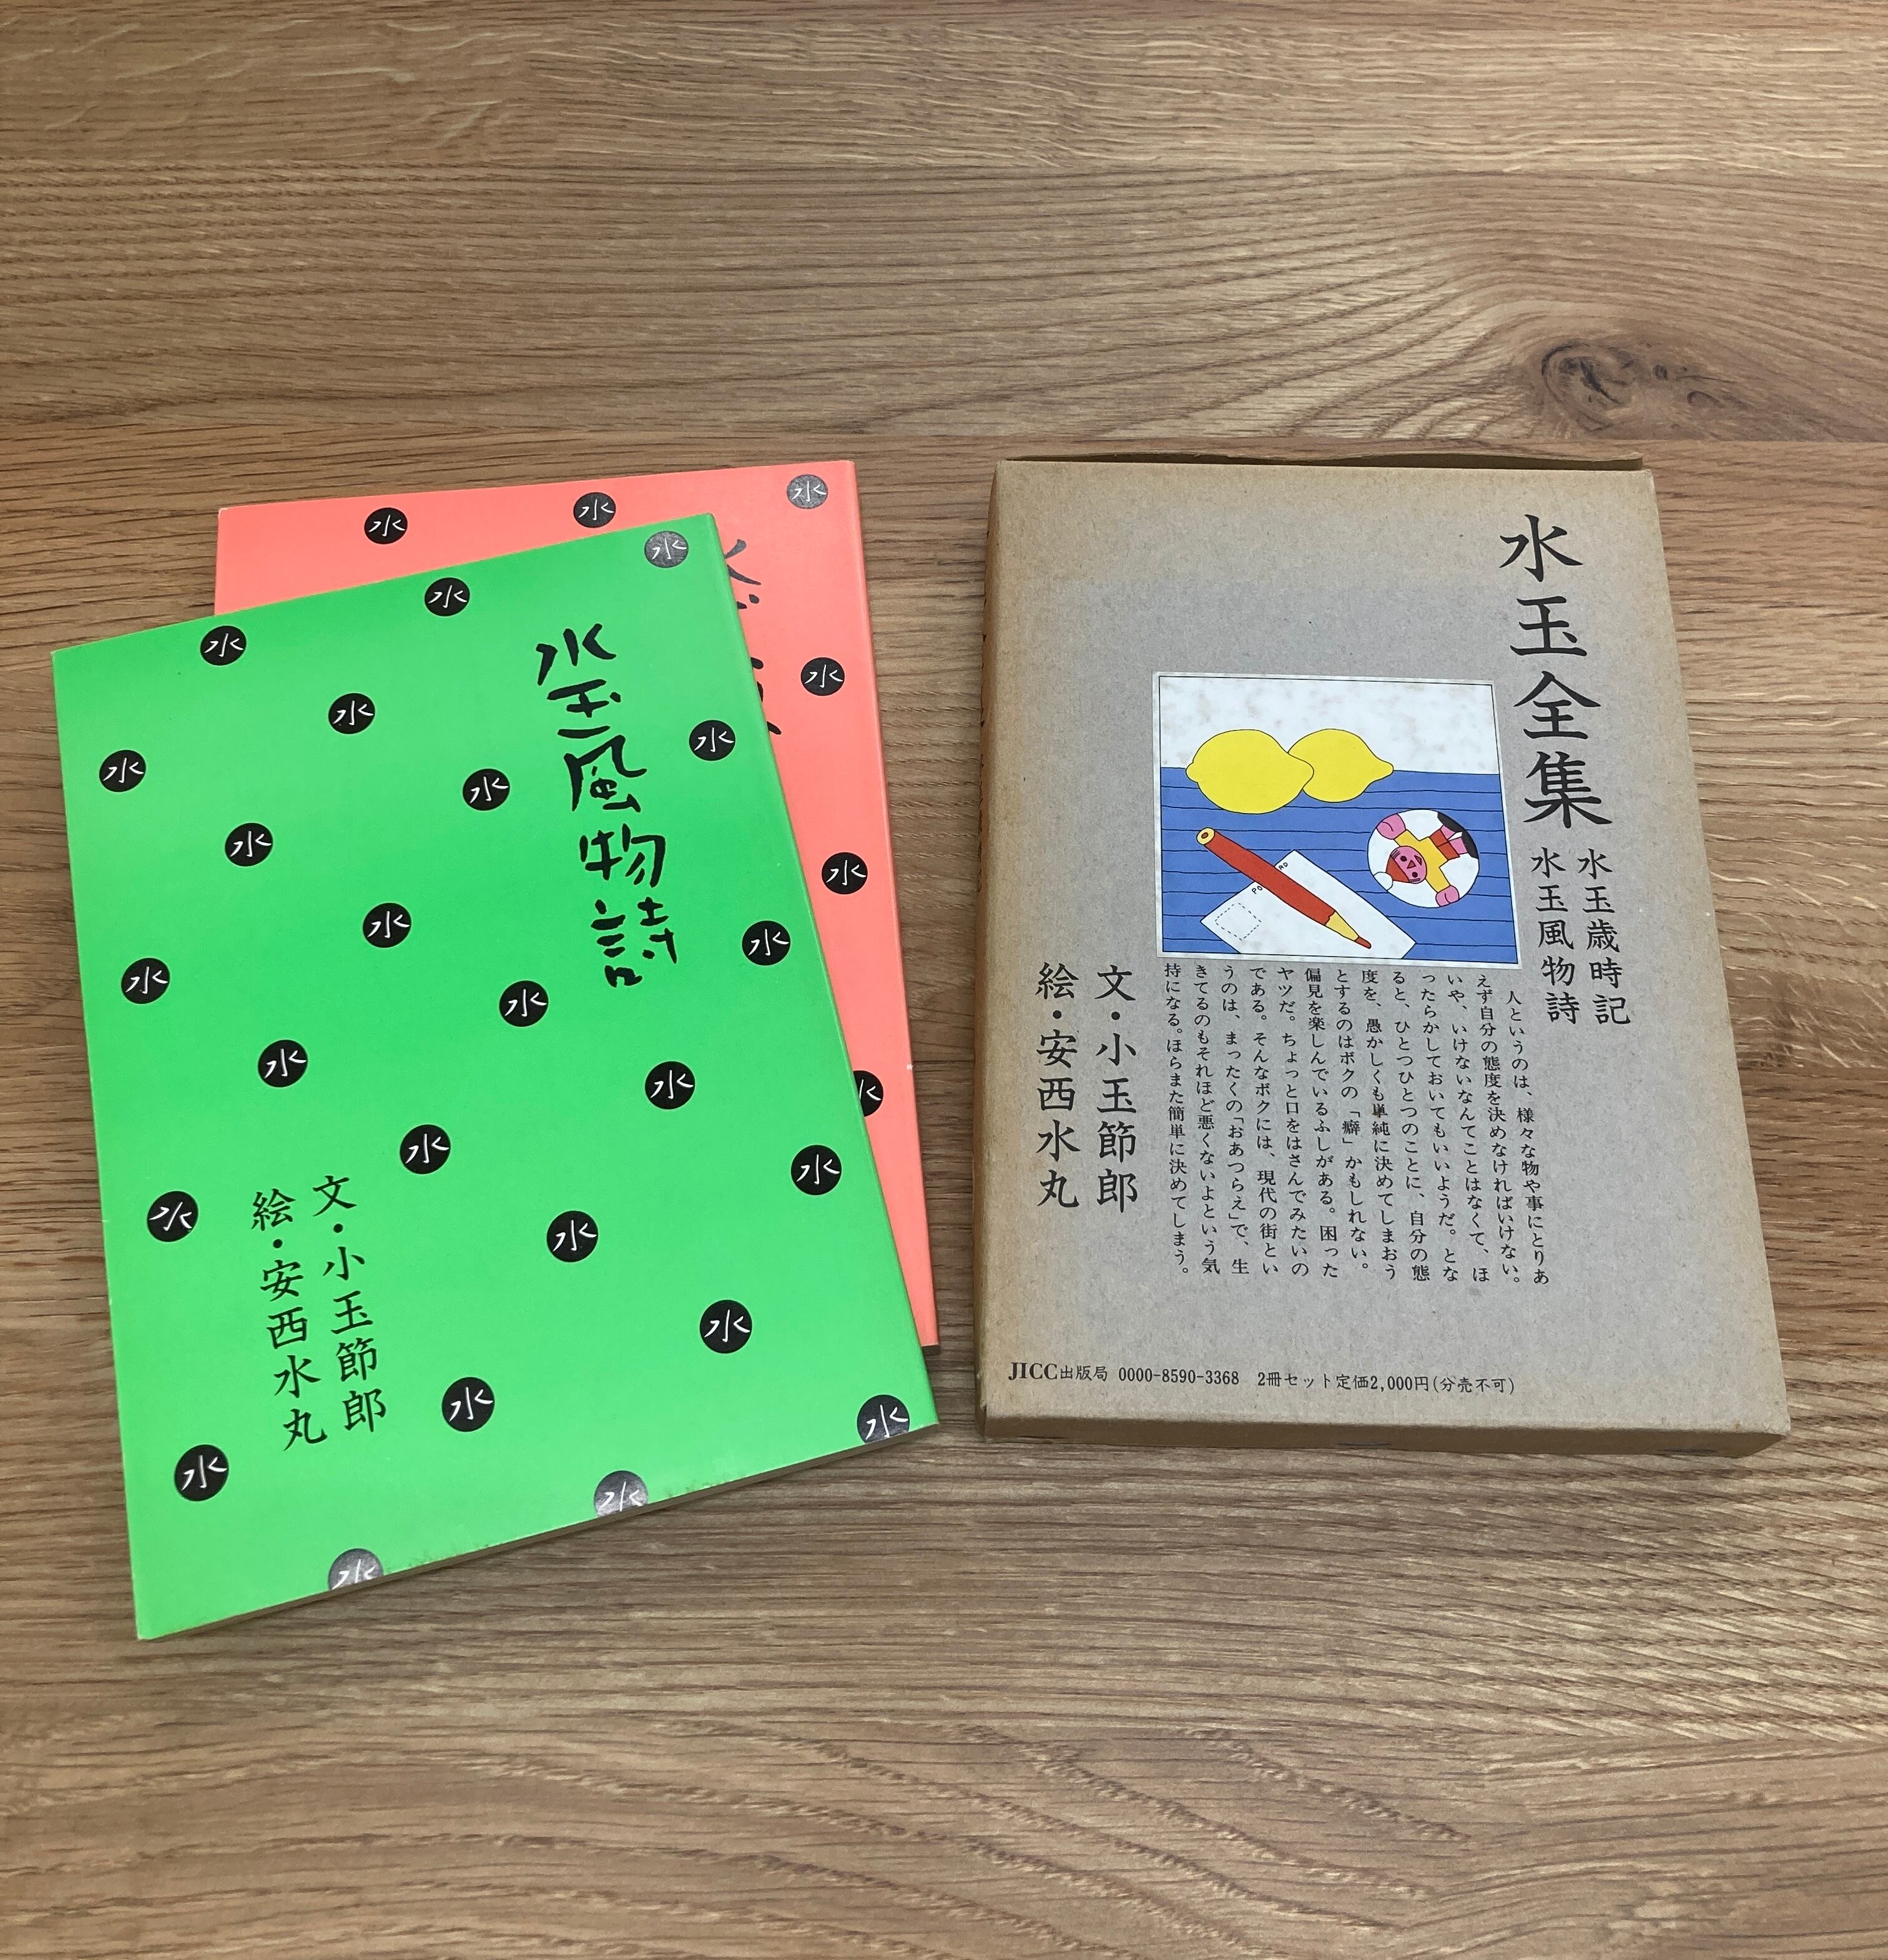 水玉風物詩
文・小玉節郎
絵・安西水丸
水
水玉全集
水玉歳時記
水玉風物詩
人というのは、様々な物や事にとりあ
えず自分の態度を決めなければいけない。
いや、いけないなんてことはなくて、ほ
ったらかしておいてもいいようだ。とな
ると、ひとつひとつのことに、自分の態
度を、愚かしくも単純に決めてしまおう
とするのはボクの「癖」かもしれない。
偏見を楽しんでいるふしがある。困った
ヤツだ。ちょっと口をはさんでみたいの
である。そんなボクには、現代の街とい
うのは、まったくの「おあつらえ」で、生
きてるのもそれほど悪くないよという気
持になる。ほらまた簡単に決めてしまう。
文・小玉節郎
絵・安西水丸
JICC出版局 0000-8590-3368 2冊セット定価2,000円(分売不可)